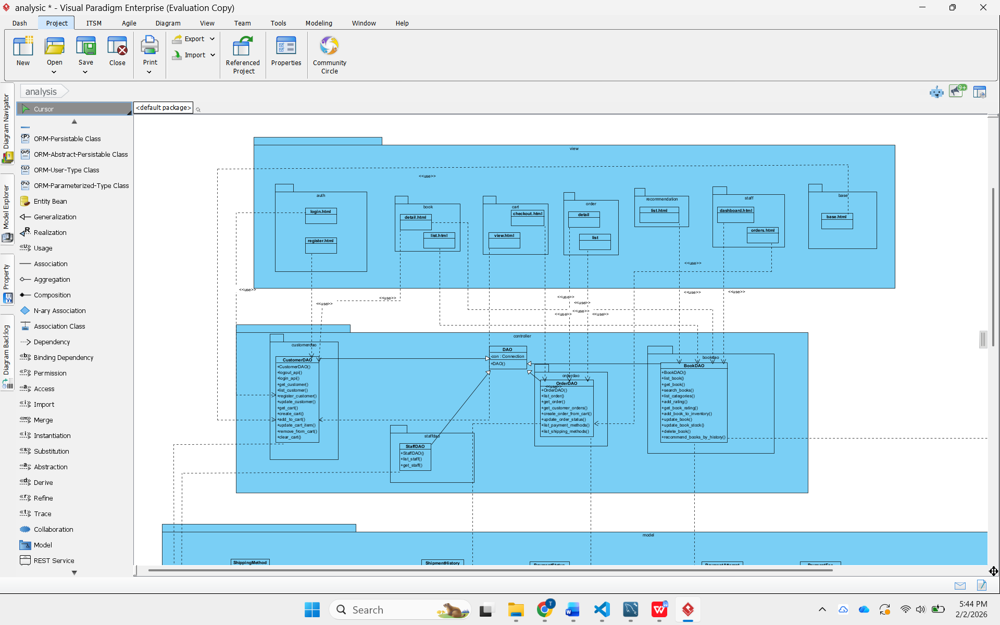 analysic * - Visual Paradigm Enterprise (Evaluation Copy)
Dash Project ITSM Agile Diagram View Team Tools Modeling Window Help
New Open Save Close Print Export Import Referenced Project Properties Community Circle
analysis
Diagram Navigator
Model Explorer
Property
Diagram Backlog
9+
Cursor
<default package>
ORM-Persistable Class
ORM-Abstract-Persistable Class
ORM-User-Type Class
ORM-Parameterized-Type Class
Entity Bean
Generalization
Realization
Usage
Association
Aggregation
Composition
N-ary Association
Association Class
Dependency
Binding Dependency
Permission
Access
Import
Merge
Instantiation
Substitution
Abstraction
Derive
Refine
Trace
Collaboration
Model
REST Service
view
<<use>>
auth
login.html
register.html
book
detail.html
list.html
cart
checkout.html
view.html
order
detail
list
recommendation
list.html
staff
dashboard.html
orders.html
base
base.html
<<use>>
<<use>>
<<use>>
<<use>>
<<use>>
<<use>>
<<use>>
<<use>>
<<use>>
<<use>>
<<use>>
controller
customerdao
CustomerDAO
+CustomerDAO()
+logout_api()
+login_api()
+get_customer()
+list_customer()
+register_customer()
+update_customer()
+get_cart()
+create_cart()
+add_to_cart()
+update_cart_item()
+remove_from_cart()
+clear_cart()
DAO
-con : Connection
+DAO()
staffdao
StaffDAO
+StaffDAO()
+list_staff()
+get_staff()
orderdao
OrderDAO
<<use>>
+OrderDAO()
+list_order()
+get_order()
+get_customer_orders()
+create_order_from_cart()
+update_order_status()
+list_payment_methods()
+list_shipping_methods()
bookdao
BookDAO
+BookDAO()
+list_book()
+get_book()
+search_books()
+list_categories()
+add_rating()
+get_book_rating()
+add_book_to_inventory()
+update_book()
+update_book_stock()
+delete_book()
+recommend_books_by_history()
model
ShippingMethod
ShipmentHistory
Search
5:44 PM
2/2/2026